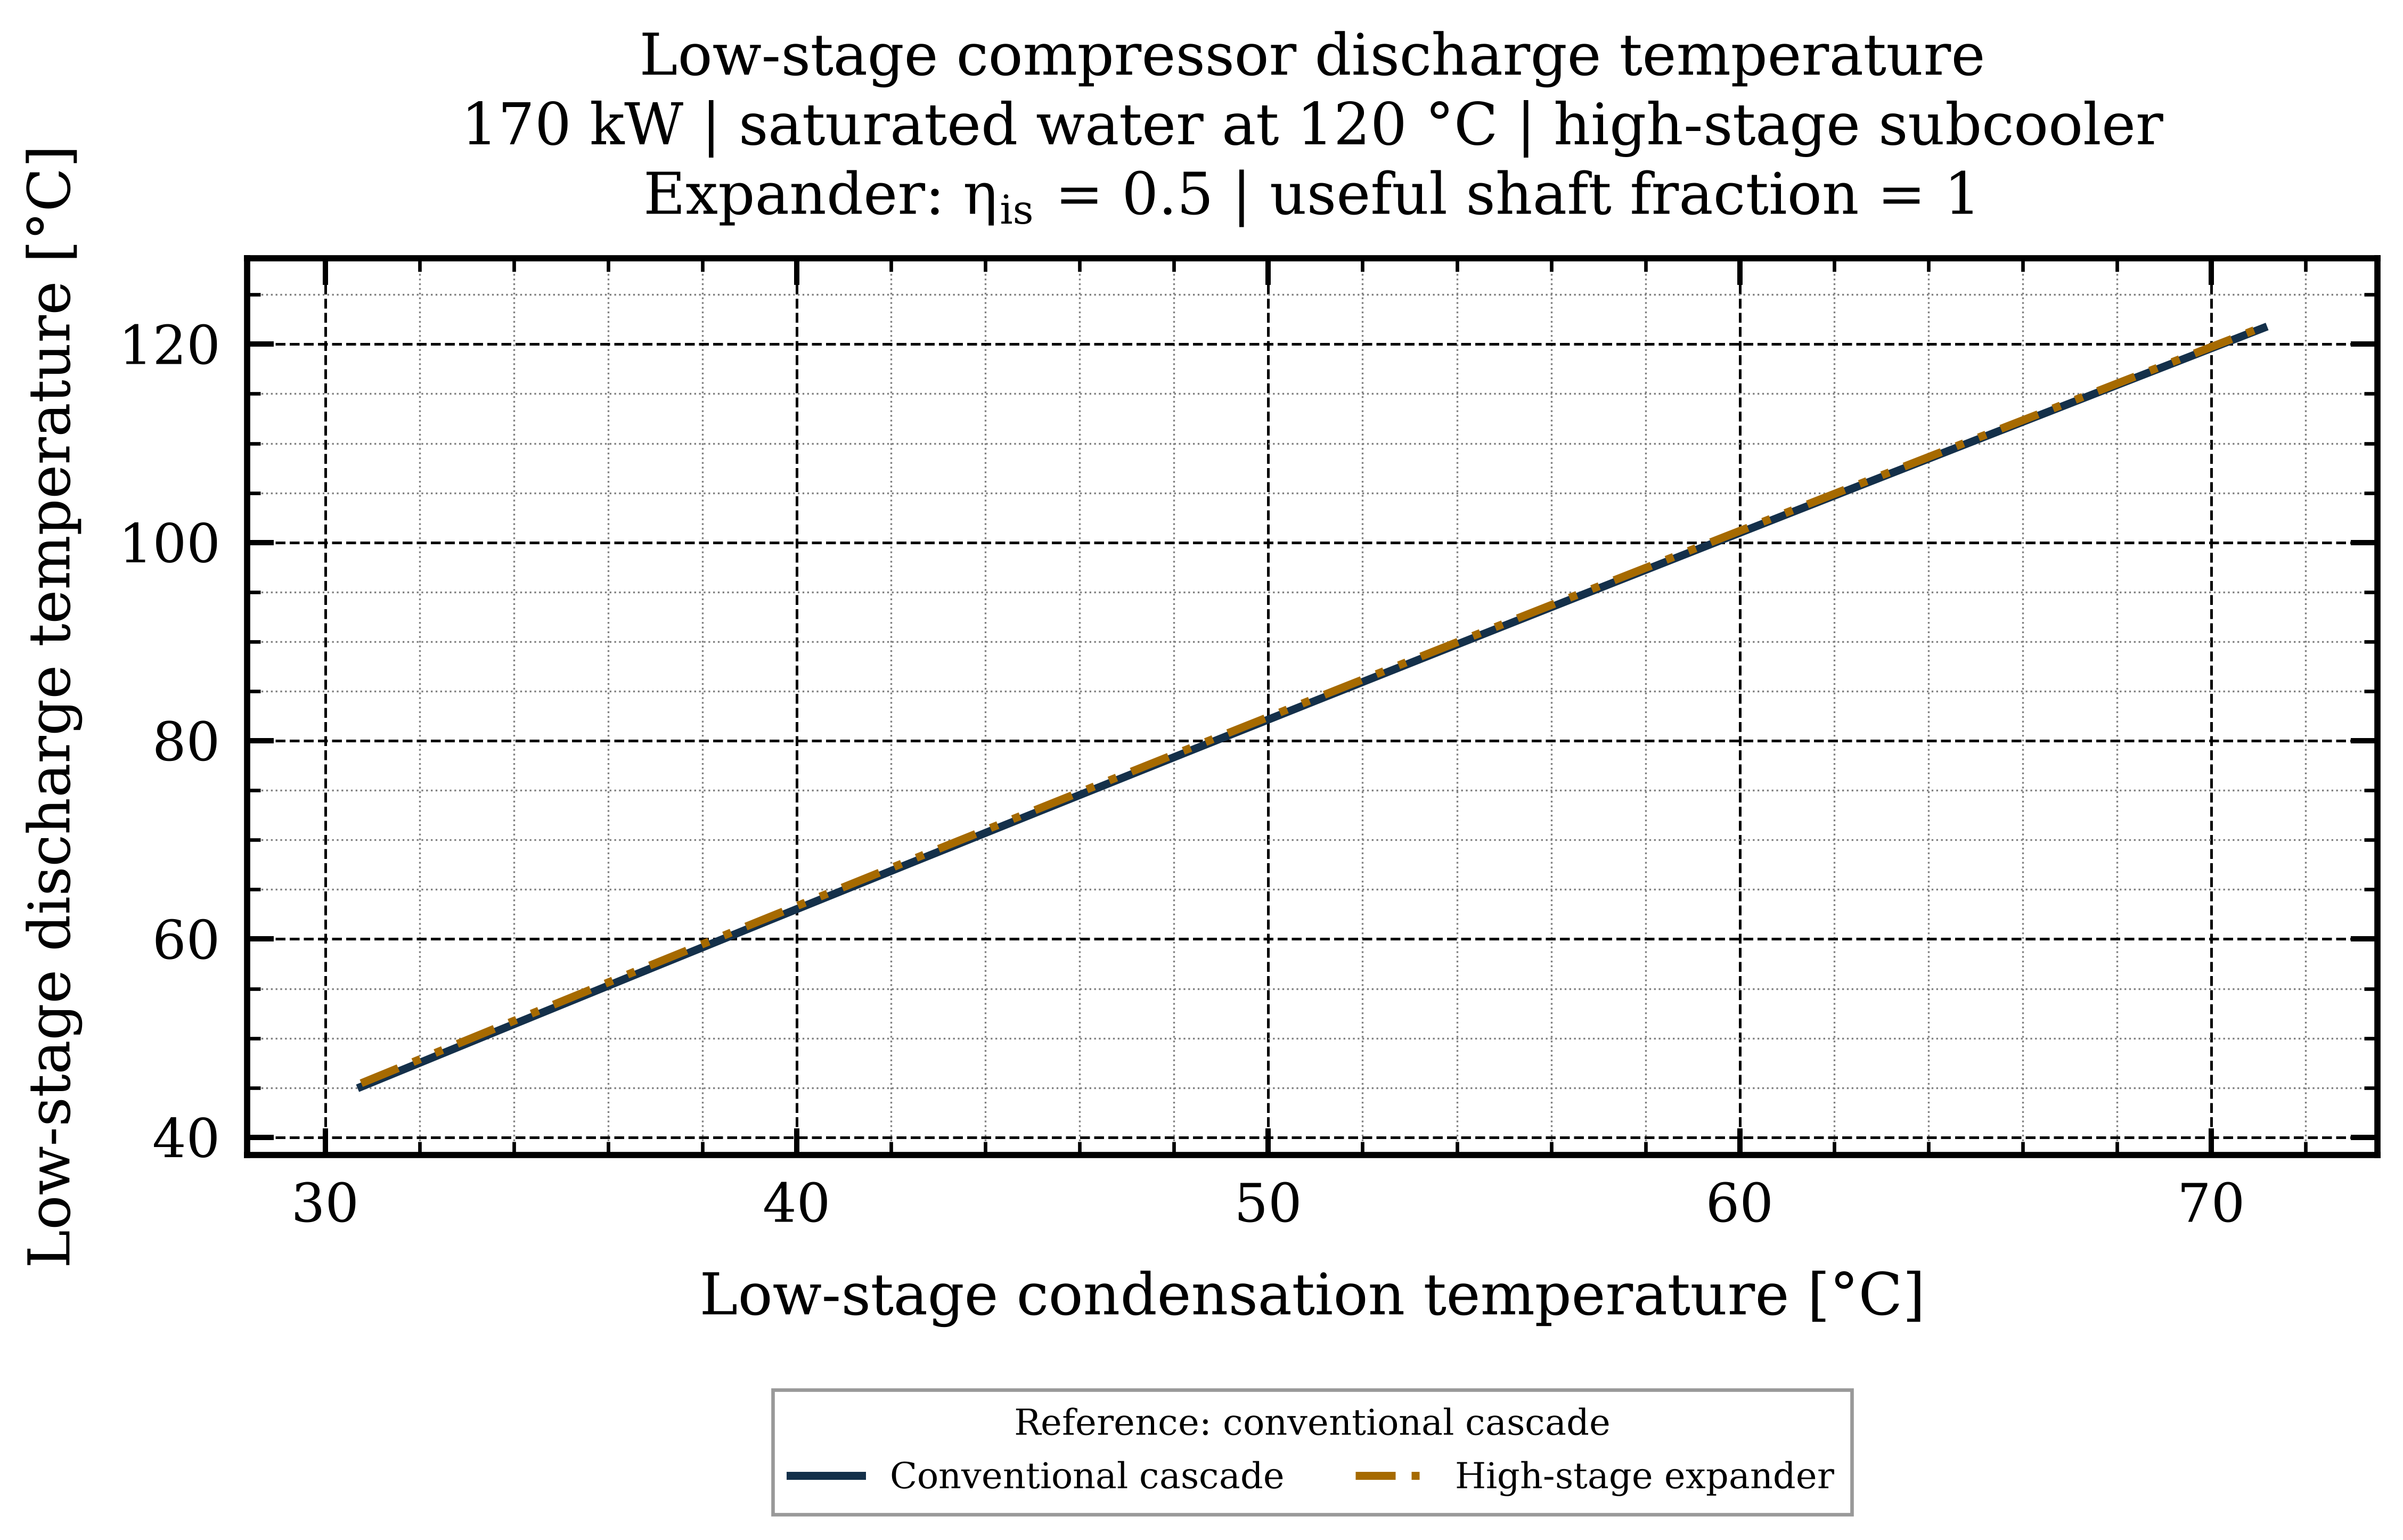 Low-stage compressor discharge temperature
170 kW | saturated water at 120 °C | high-stage subcooler
Expander: ηis = 0.5 | useful shaft fraction = 1
Low-stage discharge temperature [°C]
120
100
80
60
40
30 40 50 60 70
Low-stage condensation temperature [°C]
Reference: conventional cascade
Conventional cascade High-stage expander